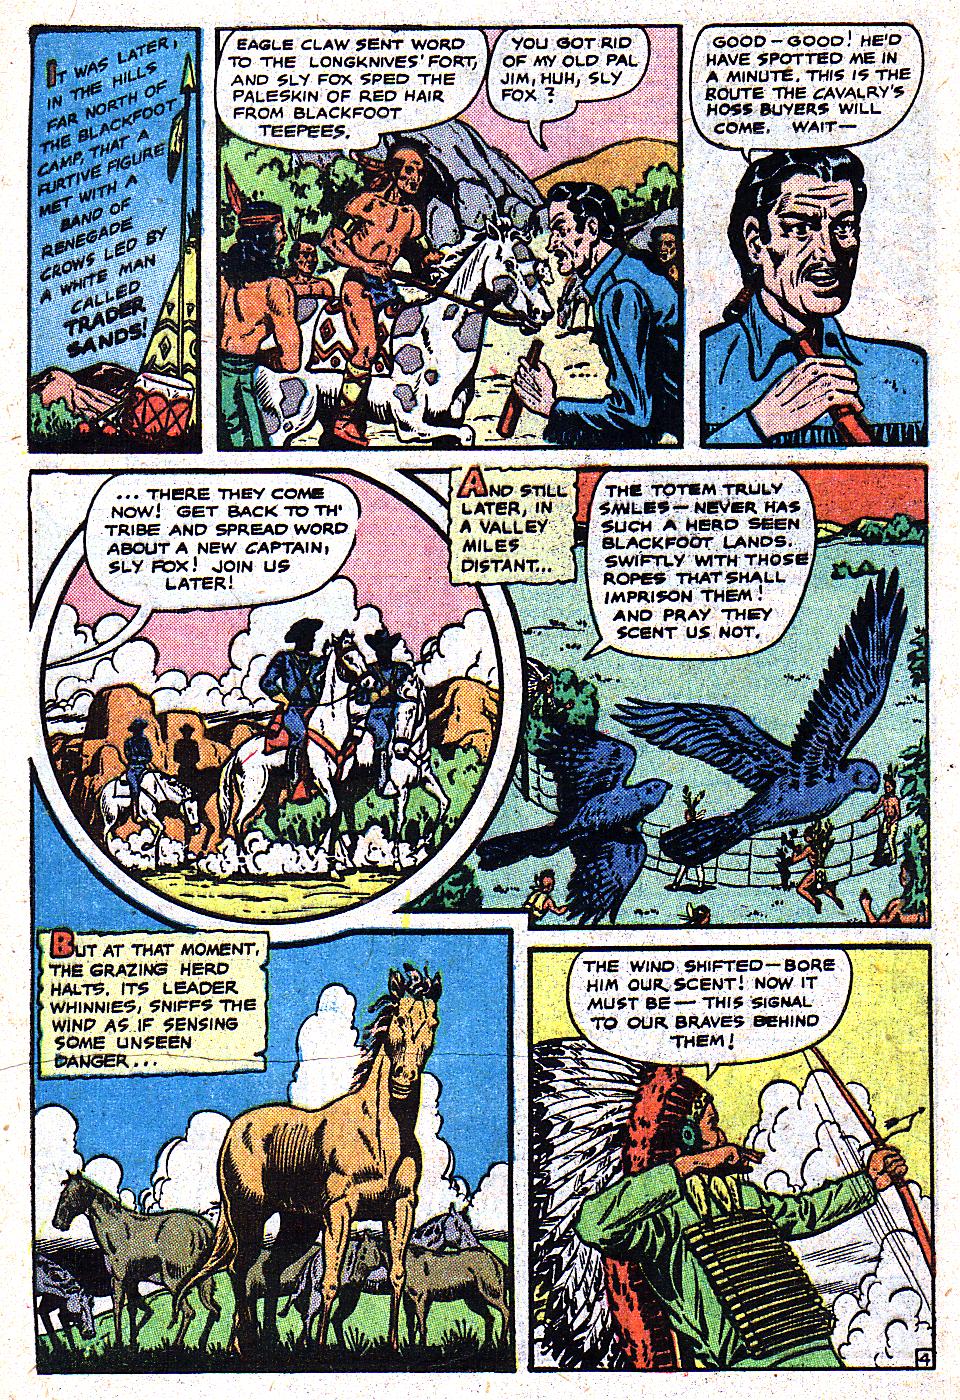 IT WAS LATER,
IN THE HILLS
FAR NORTH OF
THE BLACKFOOT
CAMP, THAT A
FURTIVE FIGURE
MET WITH A
BAND OF
RENEGADE
CROWS LED BY
A WHITE MAN
CALLED
TRADER
SANDS!
EAGLE CLAW SENT WORD
TO THE LONGKNIVES' FORT,
AND SLY FOX SPED THE
PALESKIN OF RED HAIR
FROM BLACKFOOT
TEEPEES.
YOU GOT RID
OF MY OLD PAL
JIM, HUH, SLY
FOX?
GOOD—GOOD! HE'D
HAVE SPOTTED ME IN
A MINUTE. THIS IS THE
ROUTE THE CAVALRY'S
HOSS BUYERS WILL
COME. WAIT—
... THERE THEY COME
NOW! GET BACK TO TH'
TRIBE AND SPREAD WORD
ABOUT A NEW CAPTAIN,
SLY FOX! JOIN US
LATER!
AND STILL
LATER, IN
A VALLEY
MILES
DISTANT...
THE TOTEM TRULY
SMILES—NEVER HAS
SUCH A HERD SEEN
BLACKFOOT LANDS.
SWIFTLY WITH THOSE
ROPES THAT SHALL
IMPRISON THEM!
AND PRAY THEY
SCENT US NOT.
BUT AT THAT MOMENT,
THE GRAZING HERD
HALTS. ITS LEADER
WHINNIES, SNIFFS THE
WIND AS IF SENSING
SOME UNSEEN
DANGER...
THE WIND SHIFTED—BORE
HIM OUR SCENT! NOW IT
MUST BE—THIS SIGNAL
TO OUR BRAVES BEHIND
THEM!
4